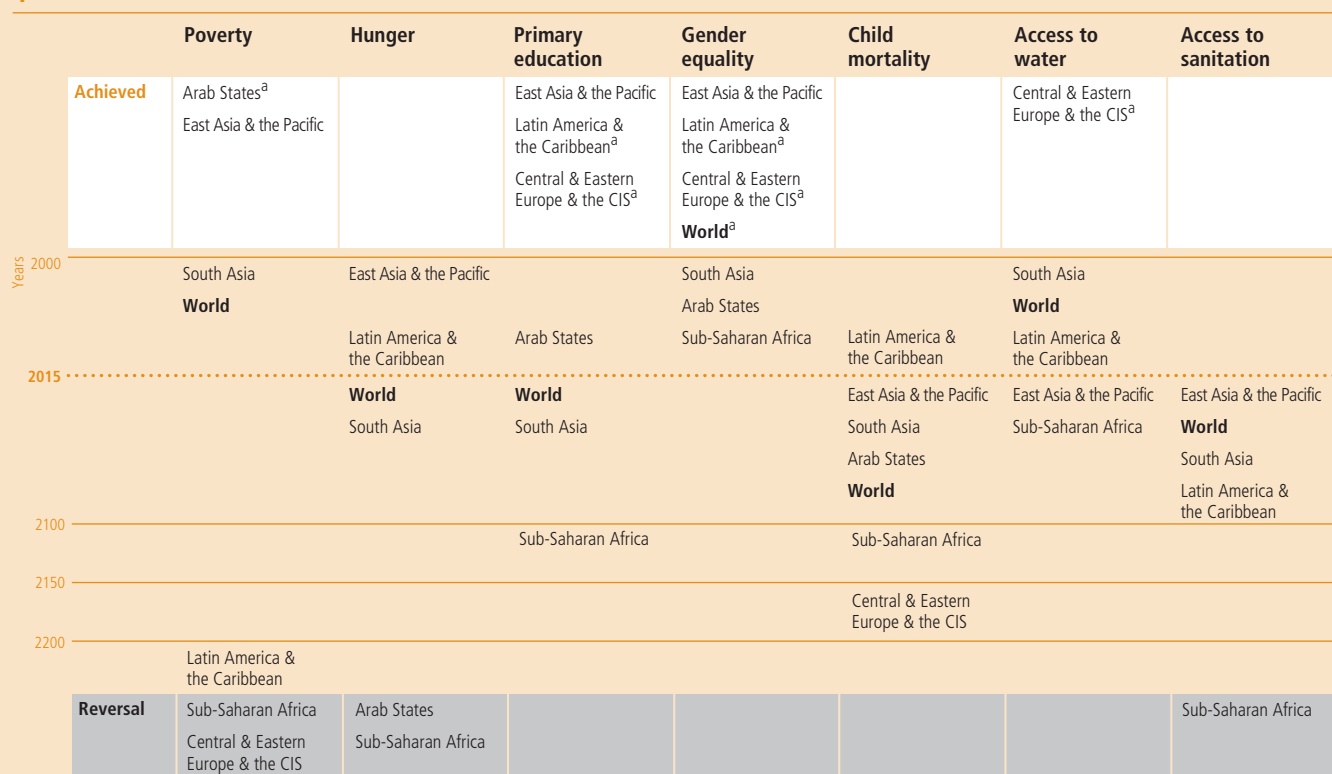 Poverty
Hunger
Primary
education
Gender
equality
Child
mortality
Access to
water
Access to
sanitation
Achieved
Arab Statesa
East Asia & the Pacific
East Asia & the Pacific
Latin America &
the Caribbeana
Central & Eastern
Europe & the CISa
East Asia & the Pacific
Latin America &
the Caribbeana
Central & Eastern
Europe & the CISa
Worlda
Central & Eastern
Europe & the CISa
Years
2000
South Asia
World
East Asia & the Pacific
Latin America &
the Caribbean
Arab States
South Asia
Arab States
Sub-Saharan Africa
Latin America &
the Caribbean
South Asia
World
Latin America &
the Caribbean
2015
World
South Asia
World
South Asia
East Asia & the Pacific
South Asia
Arab States
World
East Asia & the Pacific
Sub-Saharan Africa
East Asia & the Pacific
World
South Asia
Latin America &
the Caribbean
2100
Sub-Saharan Africa
Sub-Saharan Africa
2150
Central & Eastern
Europe & the CIS
2200
Latin America &
the Caribbean
Reversal
Sub-Saharan Africa
Central & Eastern
Europe & the CIS
Arab States
Sub-Saharan Africa
Sub-Saharan Africa